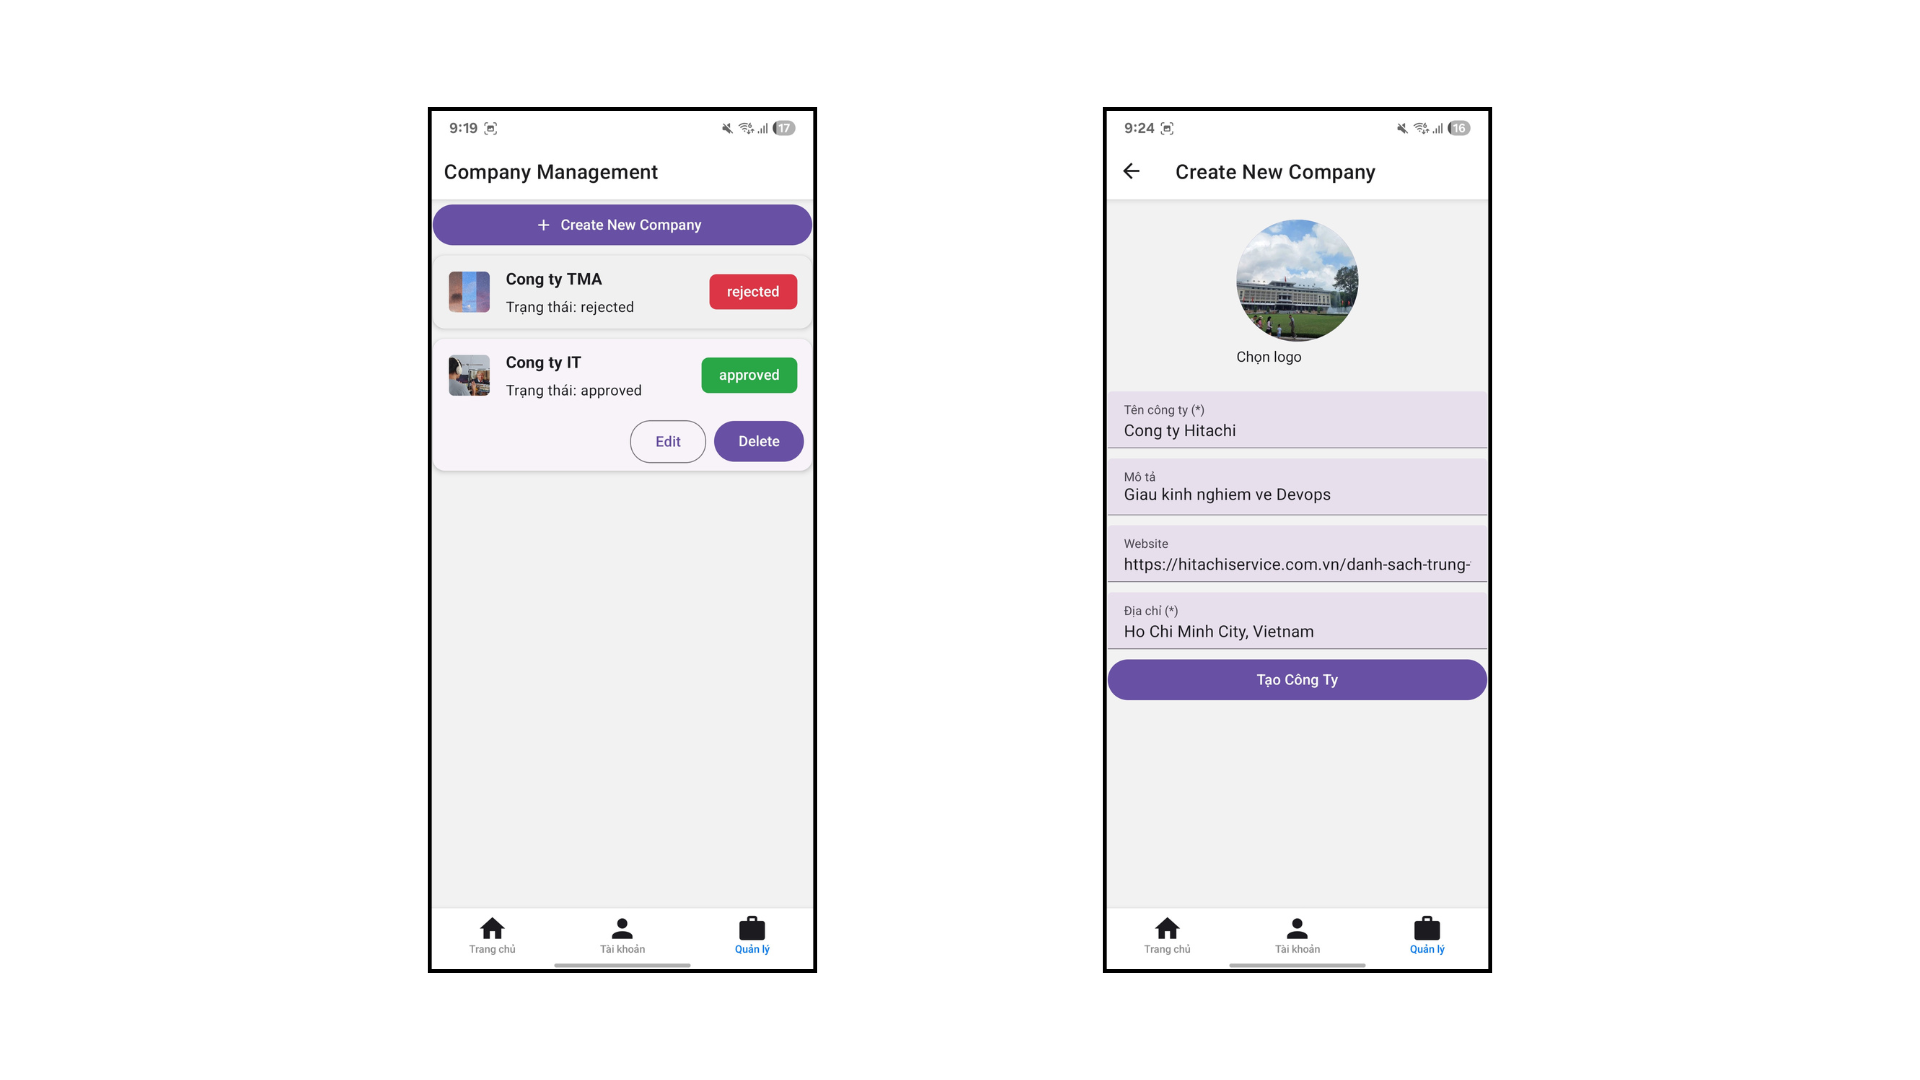 9:19
17
Company Management
+ Create New Company
Cong ty TMA
Trạng thái: rejected
rejected
Cong ty IT
Trạng thái: approved
approved
Edit
Delete
Trang chủ
Tài khoản
Quản lý
9:24
16
Create New Company
Chọn logo
Tên công ty (*)
Cong ty Hitachi
Mô tả
Giau kinh nghiem ve Devops
Website
https://hitachiservice.com.vn/danh-sach-trung-
Địa chỉ (*)
Ho Chi Minh City, Vietnam
Tạo Công Ty
Trang chủ
Tài khoản
Quản lý